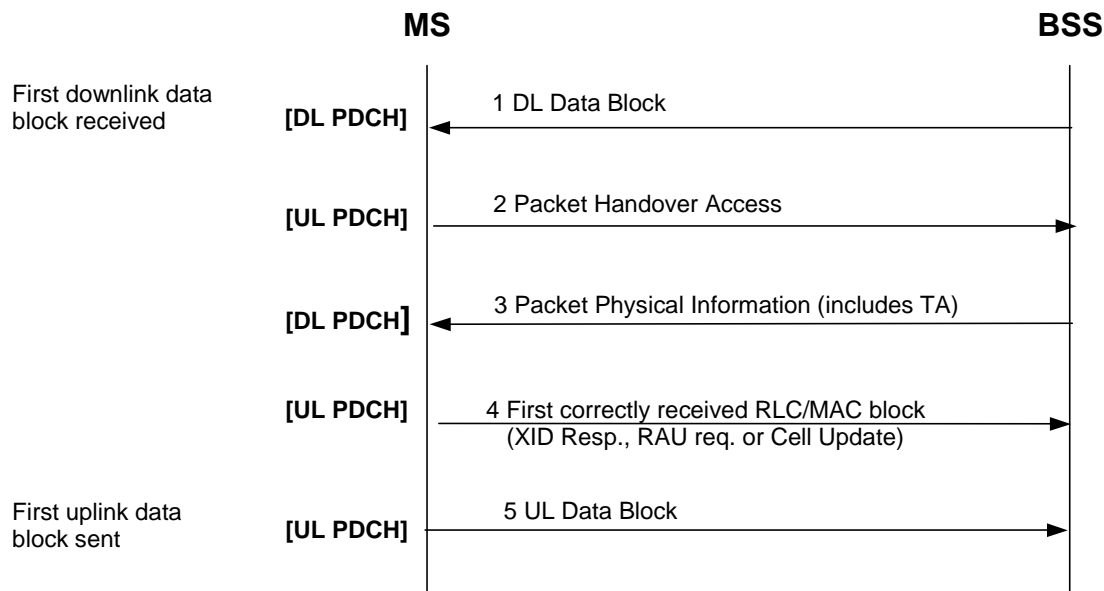 MS
BSS
First downlink data
block received
[DL PDCH]
1 DL Data Block
[UL PDCH]
2 Packet Handover Access
[DL PDCH]
3 Packet Physical Information (includes TA)
[UL PDCH]
4 First correctly received RLC/MAC block
(XID Resp., RAU req. or Cell Update)
First uplink data
block sent
[UL PDCH]
5 UL Data Block